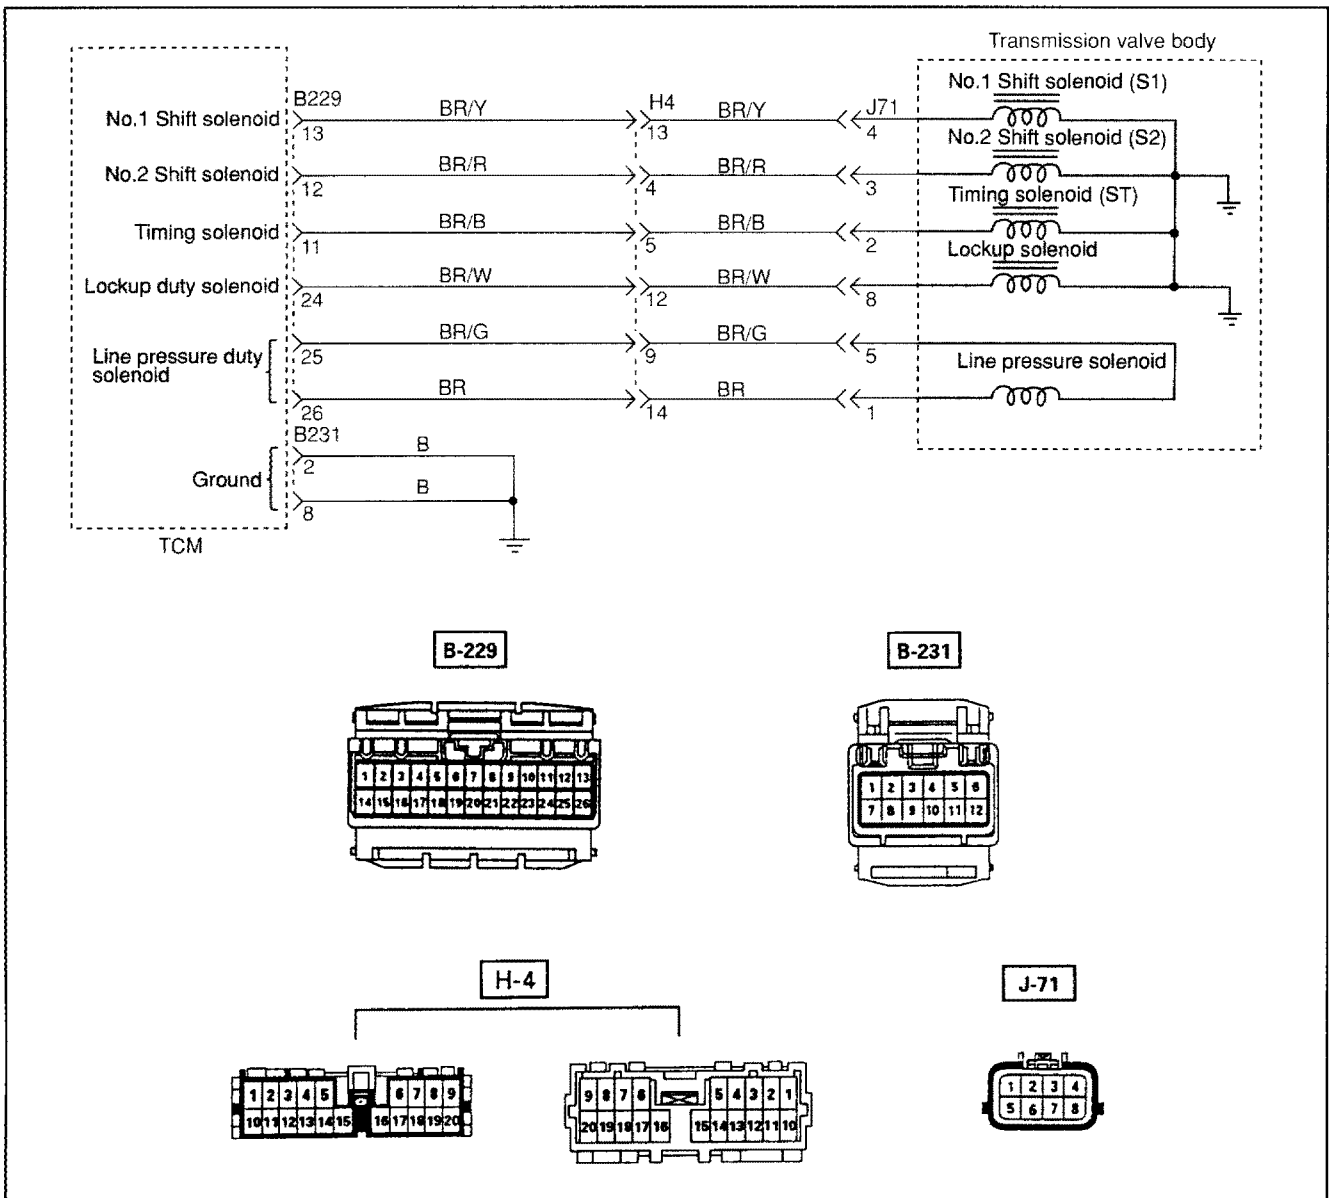 Transmission valve body
No.1 Shift solenoid (S1)
B229
H4
J71
No.1 Shift solenoid
BR/Y
BR/Y
13
13
4
No.2 Shift solenoid (S2)
No.2 Shift solenoid
BR/R
BR/R
12
4
3
Timing solenoid (ST)
Timing solenoid
BR/B
BR/B
11
5
2
Lockup solenoid
Lockup duty solenoid
BR/W
BR/W
24
12
8
BR/G
BR/G
25
9
5
Line pressure duty
solenoid
Line pressure solenoid
BR
BR
26
14
1
B231
B
2
Ground
B
8
TCM
B-229
B-231
1 2 3 4 5 6 7 8 9 10 11 12 13
14 15 16 17 18 19 20 21 22 23 24 25 26
1 2 3 4 5 6
7 8 9 10 11 12
H-4
J-71
1 2 3 4 5 6 7 8 9
10 11 12 13 14 15 16 17 18 19 20
9 8 7 6 5 4 3 2 1
20 19 18 17 16 15 14 13 12 11 10
1 2 3 4
5 6 7 8